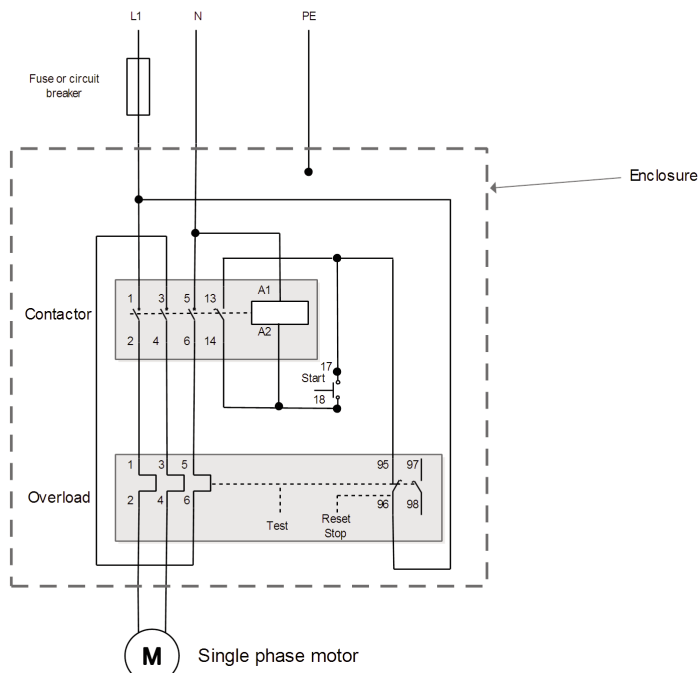 L1
N
PE
Fuse or circuit
breaker
Enclosure
Contactor
1
3
5
13
A1
2
4
6
14
A2
17
Start
18
Overload
1
3
5
95
97
2
4
6
96
98
Test
Reset
Stop
M
Single phase motor